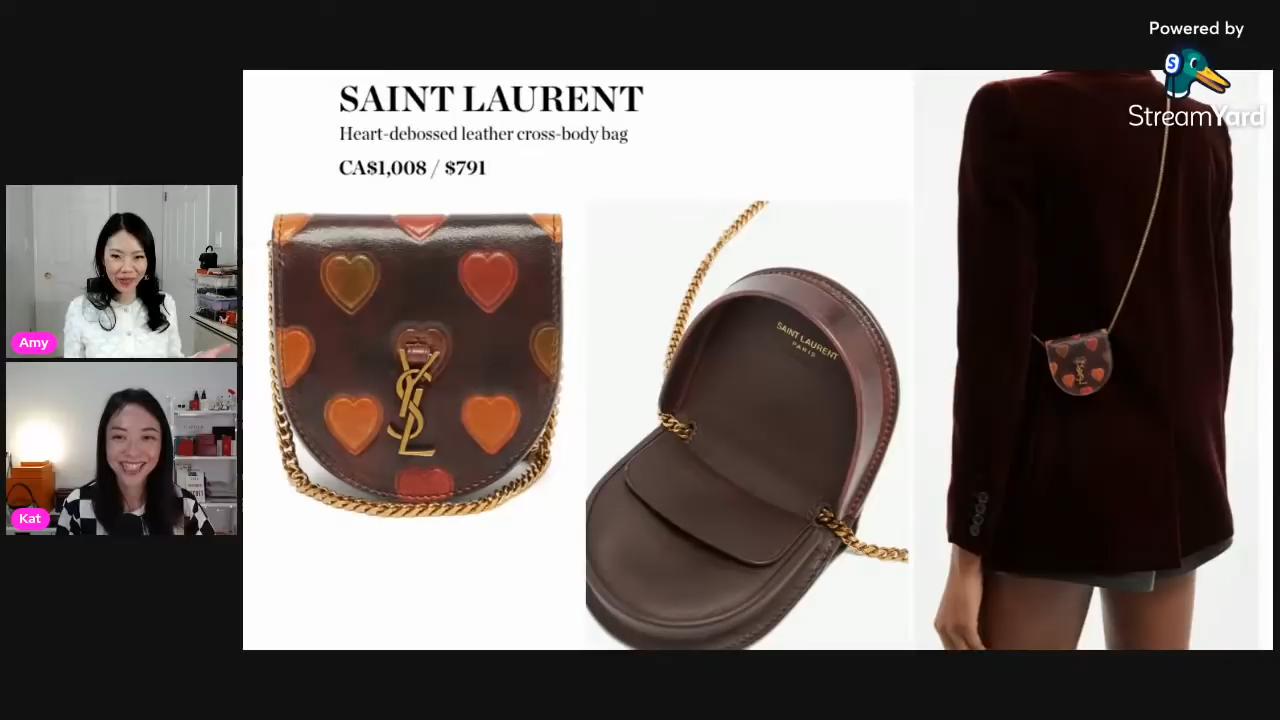 Powered by
S
StreamYard
SAINT LAURENT
Heart-debossed leather cross-body bag
CA$1,008 / $791
SAINT LAURENT
PARIS
YSL
Amy
Kat